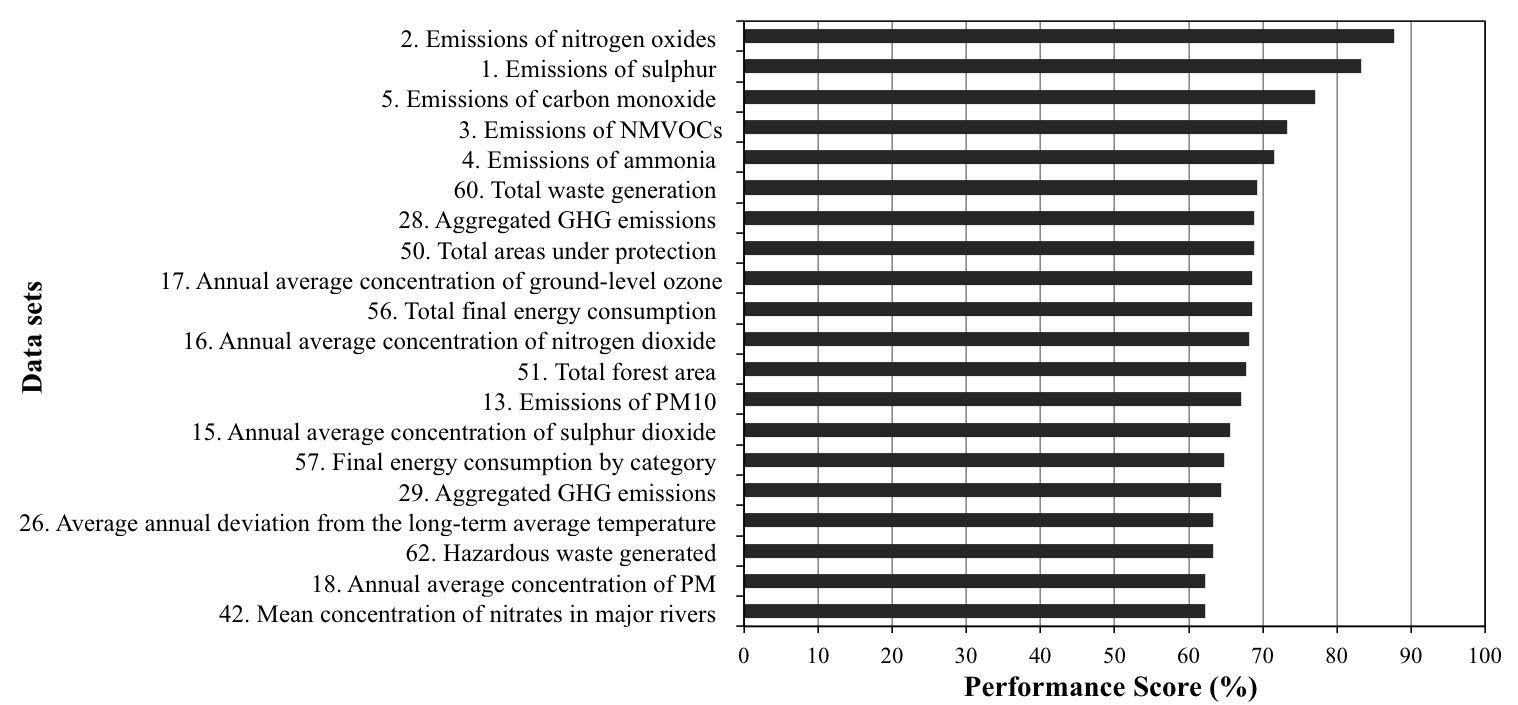 2. Emissions of nitrogen oxides
1. Emissions of sulphur
5. Emissions of carbon monoxide
3. Emissions of NMVOCs
4. Emissions of ammonia
60. Total waste generation
28. Aggregated GHG emissions
50. Total areas under protection
17. Annual average concentration of ground-level ozone
56. Total final energy consumption
16. Annual average concentration of nitrogen dioxide
51. Total forest area
13. Emissions of PM10
15. Annual average concentration of sulphur dioxide
57. Final energy consumption by category
29. Aggregated GHG emissions
26. Average annual deviation from the long-term average temperature
62. Hazardous waste generated
18. Annual average concentration of PM
42. Mean concentration of nitrates in major rivers
Data sets
0 10 20 30 40 50 60 70 80 90 100
Performance Score (%)